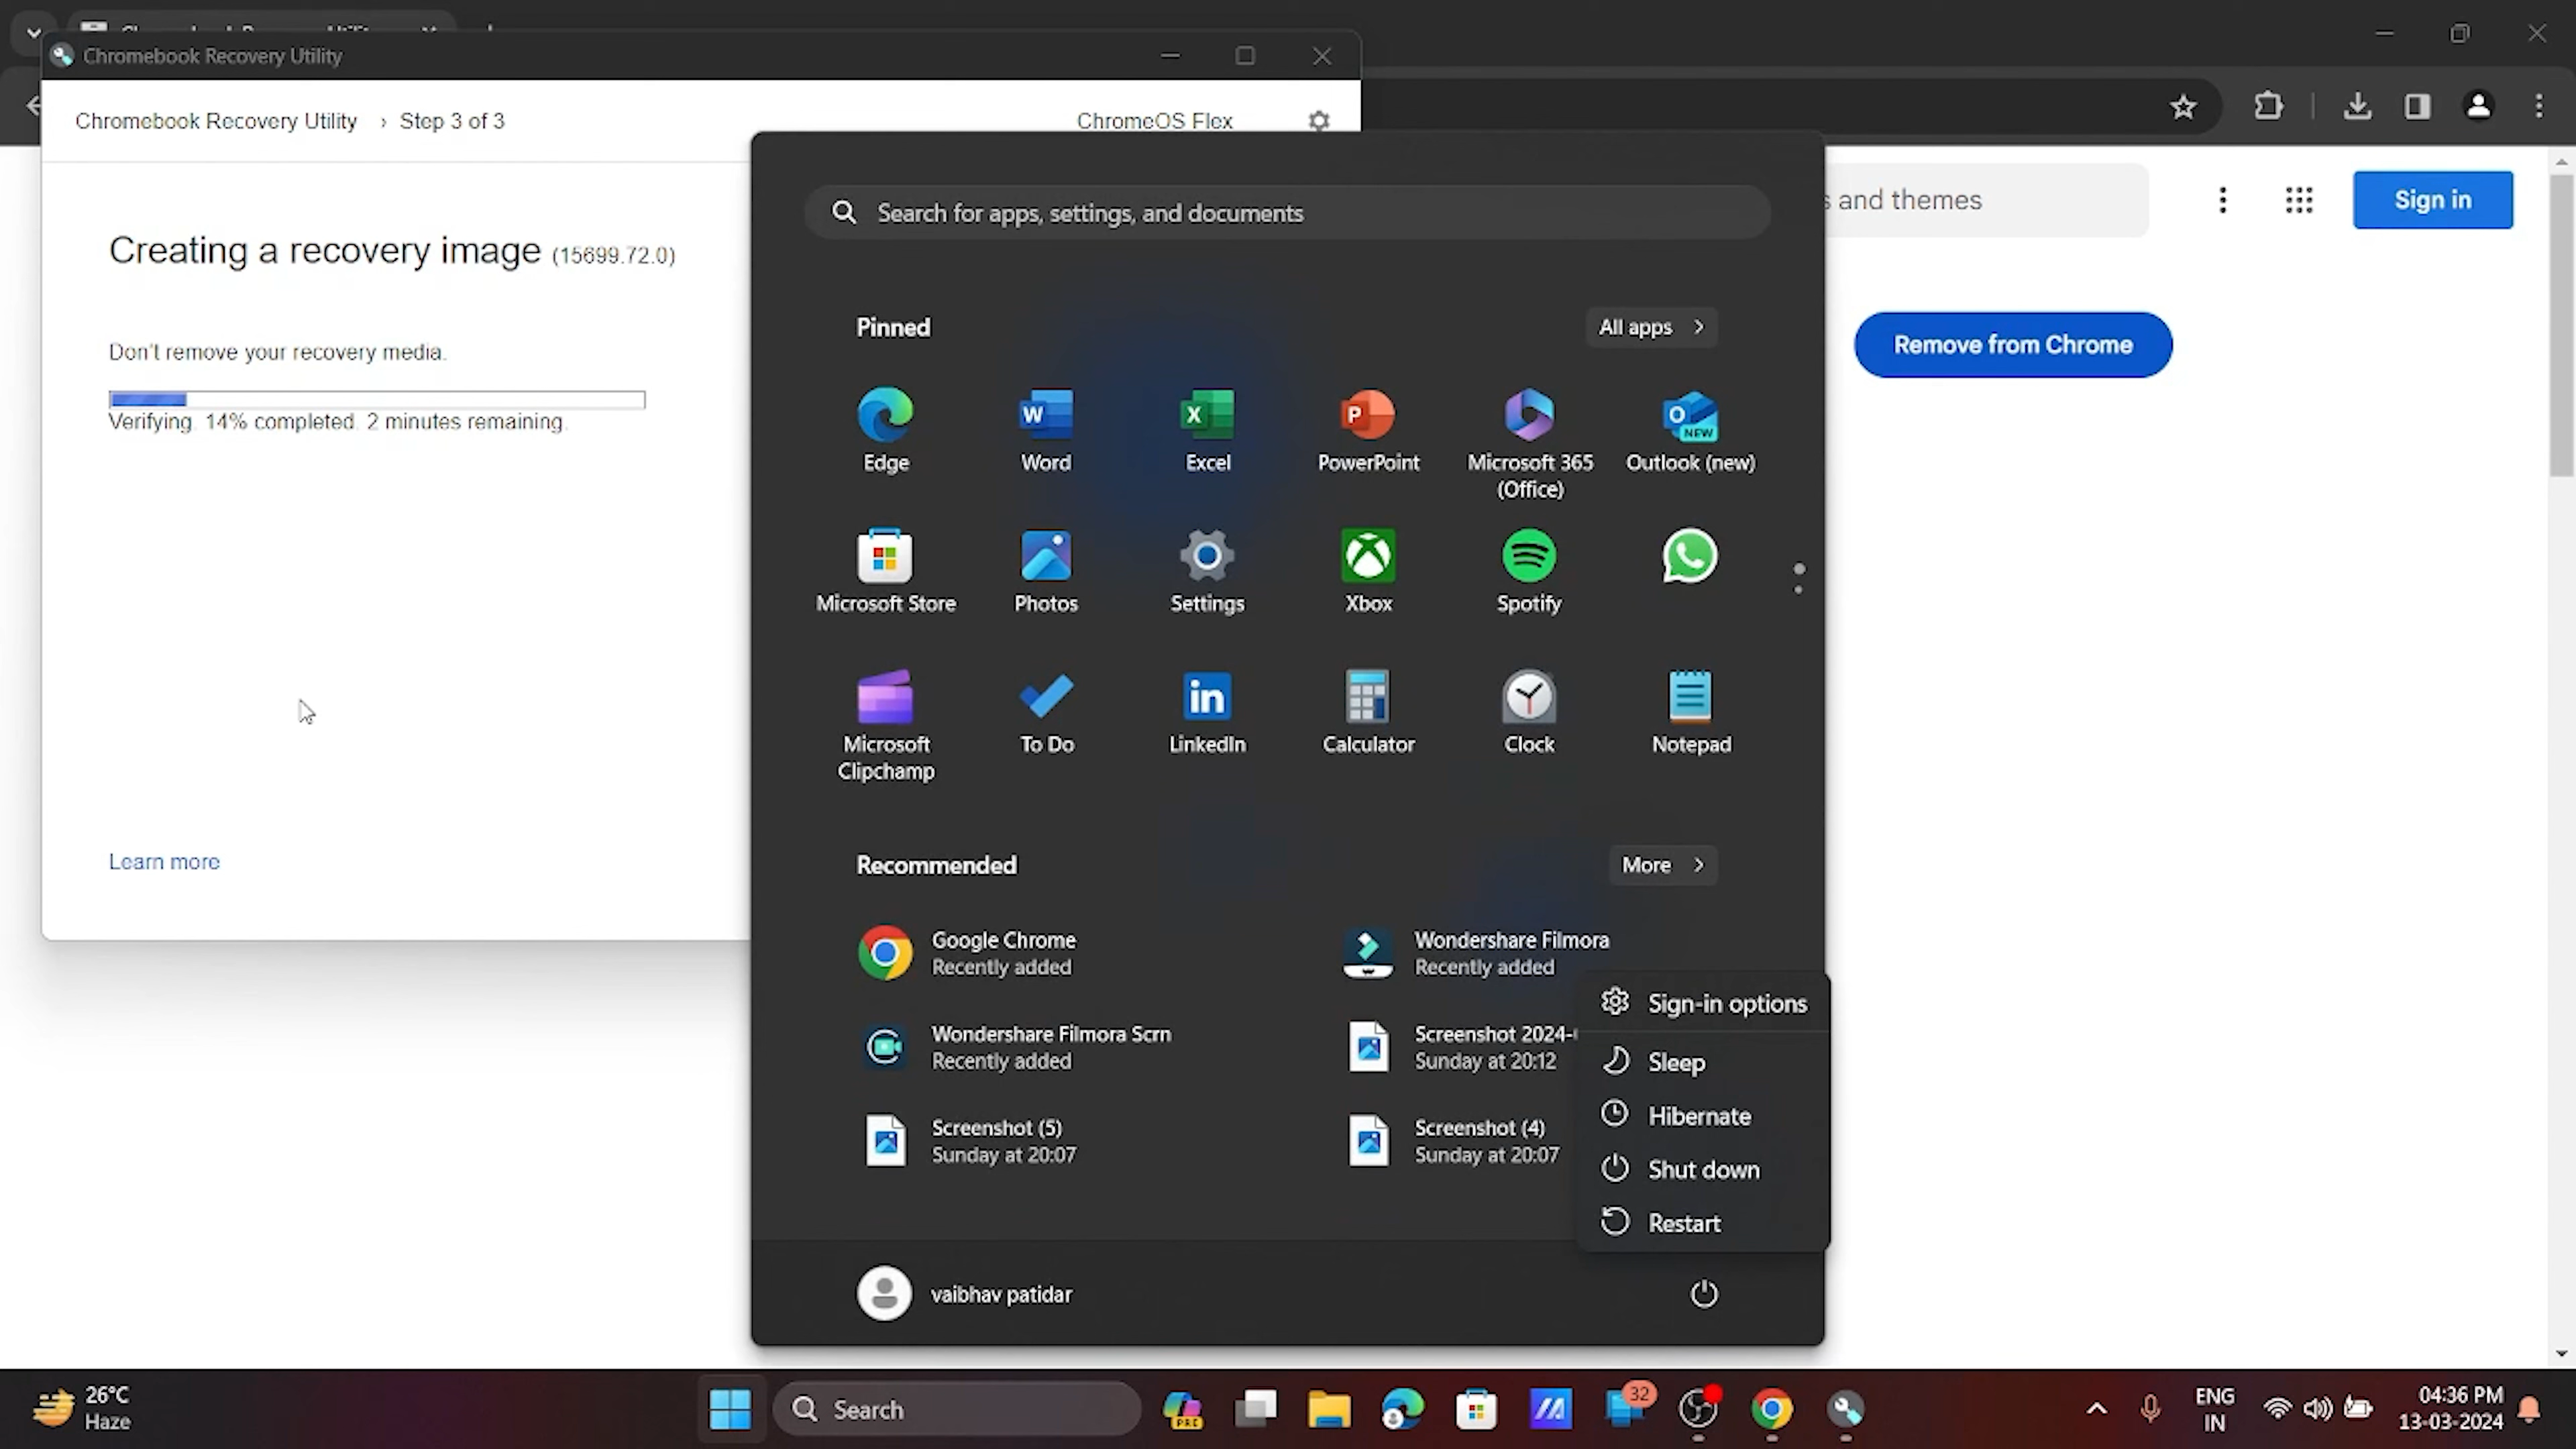 Chromebook Recovery Utility
Chromebook Recovery Utility › Step 3 of 3
ChromeOS Flex
Creating a recovery image (15699.72.0)
Don't remove your recovery media.
Verifying. 14% completed. 2 minutes remaining.
Learn more
s and themes
Sign in
Remove from Chrome
Search for apps, settings, and documents
Pinned
All apps >
Edge
Word
Excel
PowerPoint
Microsoft 365
(Office)
Outlook (new)
NEW
Microsoft Store
Photos
Settings
Xbox
Spotify
Microsoft
Clipchamp
To Do
LinkedIn
Calculator
Clock
Notepad
Recommended
More >
Google Chrome
Recently added
Wondershare Filmora
Recently added
Wondershare Filmora Scrn
Recently added
Screenshot 2024-
Sunday at 20:12
Screenshot (5)
Sunday at 20:07
Screenshot (4)
Sunday at 20:07
Sign-in options
Sleep
Hibernate
Shut down
Restart
vaibhav patidar
26°C
Haze
Search
PRE
32
ENG
IN
04:36 PM
13-03-2024